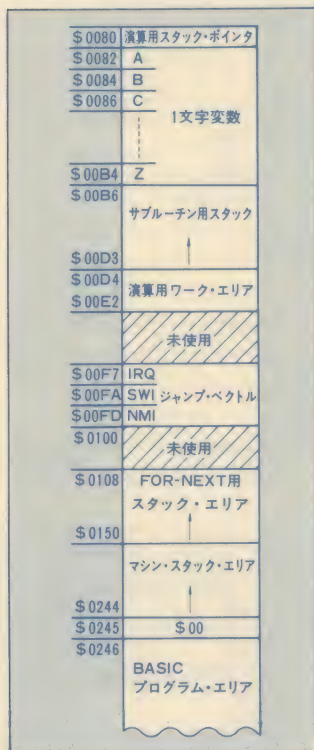 $0080 演算用スタック・ポインタ
$0082 A
$0084 B
$0086 C
1文字変数
$00B4 Z
$00B6
サブルーチン用スタック
$00D3
$00D4
演算用ワーク・エリア
$00E2
未使用
$00F7 IRQ
$00FA SWI ジャンプ・ベクトル
$00FD NMI
$0100
未使用
$0108 FOR-NEXT用
スタック・エリア
$0150
マシン・スタック・エリア
$0244
$0245 $00
$0246
BASIC
プログラム・エリア